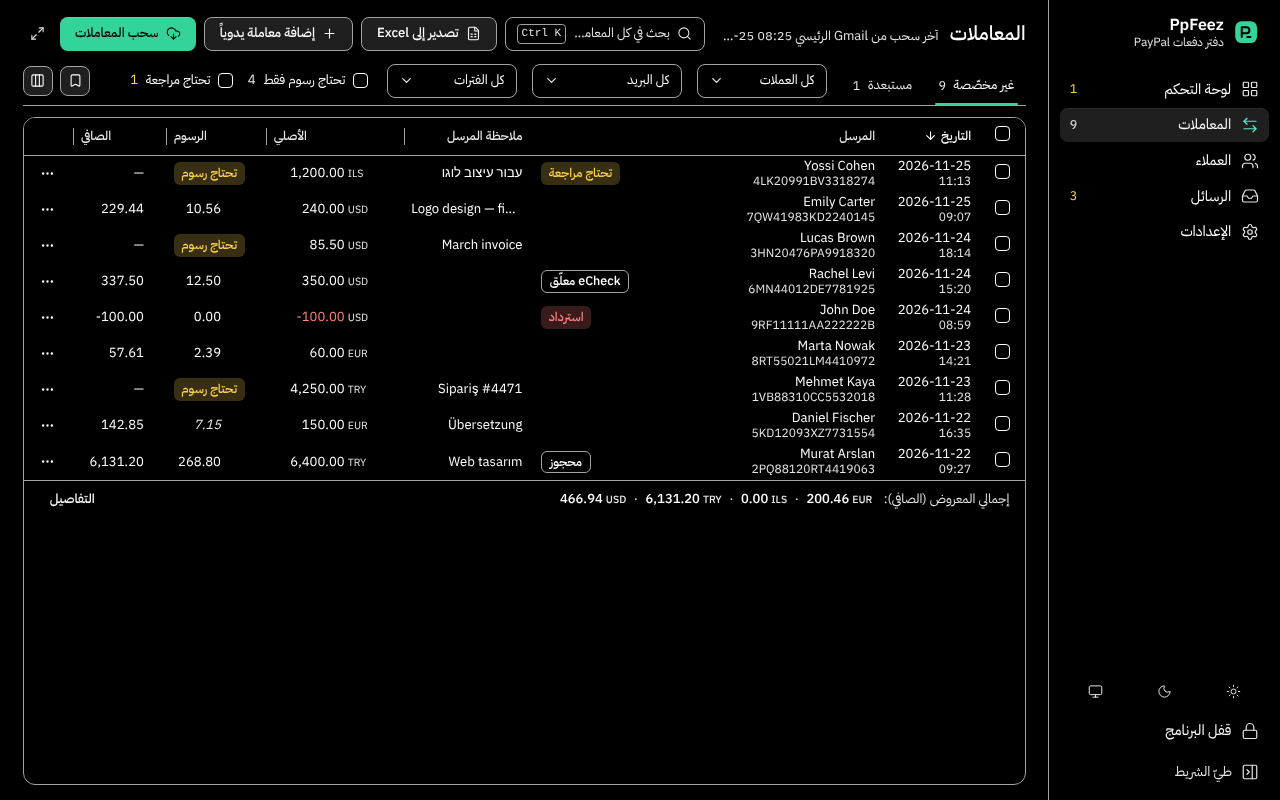 PpFeez
دفتر دفعات PayPal
لوحة التحكم 1
المعاملات 9
العملاء
الرسائل 3
الإعدادات
قفل البرنامج
طيّ الشريط
المعاملات
آخر سحب من Gmail الرئيسي 08:25 25-...
بحث في كل المعامـ... Ctrl K
تصدير إلى Excel
إضافة معاملة يدوياً
سحب المعاملات
غير مخصّصة 9
مستبعدة 1
كل العملات
كل البريد
كل الفترات
تحتاج رسوم فقط 4
تحتاج مراجعة 1
التاريخ المرسل ملاحظة المرسل الأصلي الرسوم الصافي
2026-11-25 Yossi Cohen تحتاج مراجعة עבור עיצוב לוגו 1,200.00 ILS تحتاج رسوم —
11:13 4LK20991BV3318274
2026-11-25 Emily Carter Logo design — fi... 240.00 USD 10.56 229.44
09:07 7QW41983KD2240145
2026-11-24 Lucas Brown March invoice 85.50 USD تحتاج رسوم —
18:14 3HN20476PA9918320
2026-11-24 Rachel Levi eCheck معلّق 350.00 USD 12.50 337.50
15:20 6MN44012DE7781925
2026-11-24 John Doe استرداد -100.00 USD 0.00 -100.00
08:59 9RF11111AA222222B
2026-11-23 Marta Nowak 60.00 EUR 2.39 57.61
14:21 8RT55021LM4410972
2026-11-23 Mehmet Kaya Sipariş #4471 4,250.00 TRY تحتاج رسوم —
11:28 1VB88310CC5532018
2026-11-22 Daniel Fischer Übersetzung 150.00 EUR 7.15 142.85
16:35 5KD12093XZ7731554
2026-11-22 Murat Arslan محجوز Web tasarım 6,400.00 TRY 268.80 6,131.20
09:27 2PQ88120RT4419063
إجمالي المعروض (الصافي): 200.46 EUR · 0.00 ILS · 6,131.20 TRY · 466.94 USD
التفاصيل